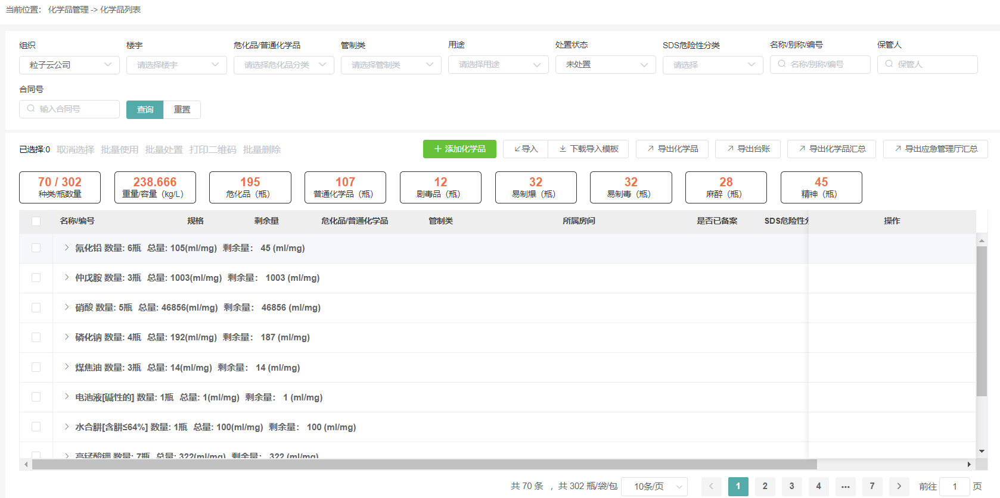 当前位置： 化学品管理 -> 化学品列表
组织 楼宇 危化品/普通化学品 管制类 用途 处置状态 SDS危险性分类 名称/别称/编号 保管人
粒子云公司 请选择楼宇 请选择危化品分类 请选择管制类 请选择用途 未处置 请选择 名称/别称/编号 保管人
合同号
输入合同号 查询 重置
已选择:0 取消选择 批量使用 批量处置 打印二维码 批量删除 添加化学品 导入 下载导入模板 导出化学品 导出台账 导出化学品汇总 导出应急管理厅汇总
70 / 302 238.666 195 107 12 32 32 28 45
种类/瓶数量 重量/容量（kg/L） 危化品（瓶） 普通化学品（瓶） 剧毒品（瓶） 易制爆（瓶） 易制毒（瓶） 麻醉（瓶） 精神（瓶）
名称/编号 规格 剩余量 危化品/普通化学品 管制类 所属房间 是否已备案 SDS危险性分 操作
氰化铅 数量: 6瓶 总量: 105(ml/mg) 剩余量： 45 (ml/mg)
仲戊胺 数量: 3瓶 总量: 1003(ml/mg) 剩余量： 1003 (ml/mg)
硝酸 数量: 5瓶 总量: 46856(ml/mg) 剩余量： 46856 (ml/mg)
磷化钠 数量: 4瓶 总量: 192(ml/mg) 剩余量： 187 (ml/mg)
煤焦油 数量: 3瓶 总量: 14(ml/mg) 剩余量： 14 (ml/mg)
电池液[碱性的] 数量: 1瓶 总量: 1(ml/mg) 剩余量： 1 (ml/mg)
水合肼[含肼≤64%] 数量: 1瓶 总量: 100(ml/mg) 剩余量： 100 (ml/mg)
高锰酸钾 数量: 7瓶 总量: 322(ml/mg) 剩余量： 322 (ml/mg)
共 70 条 ，共 302 瓶/袋/包 10条/页 1 2 3 4 ••• 7 前往 1 页